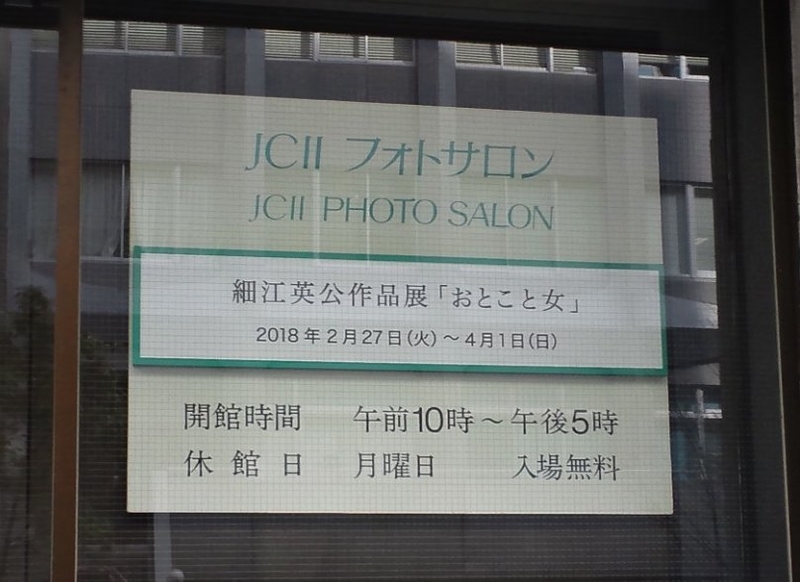 JCII フォトサロン
JCII PHOTO SALON
細江英公作品展「おとこと女」
2018年2月27日(火)～4月1日(日)
開館時間 午前10時～午後5時
休館日 月曜日 入場無料